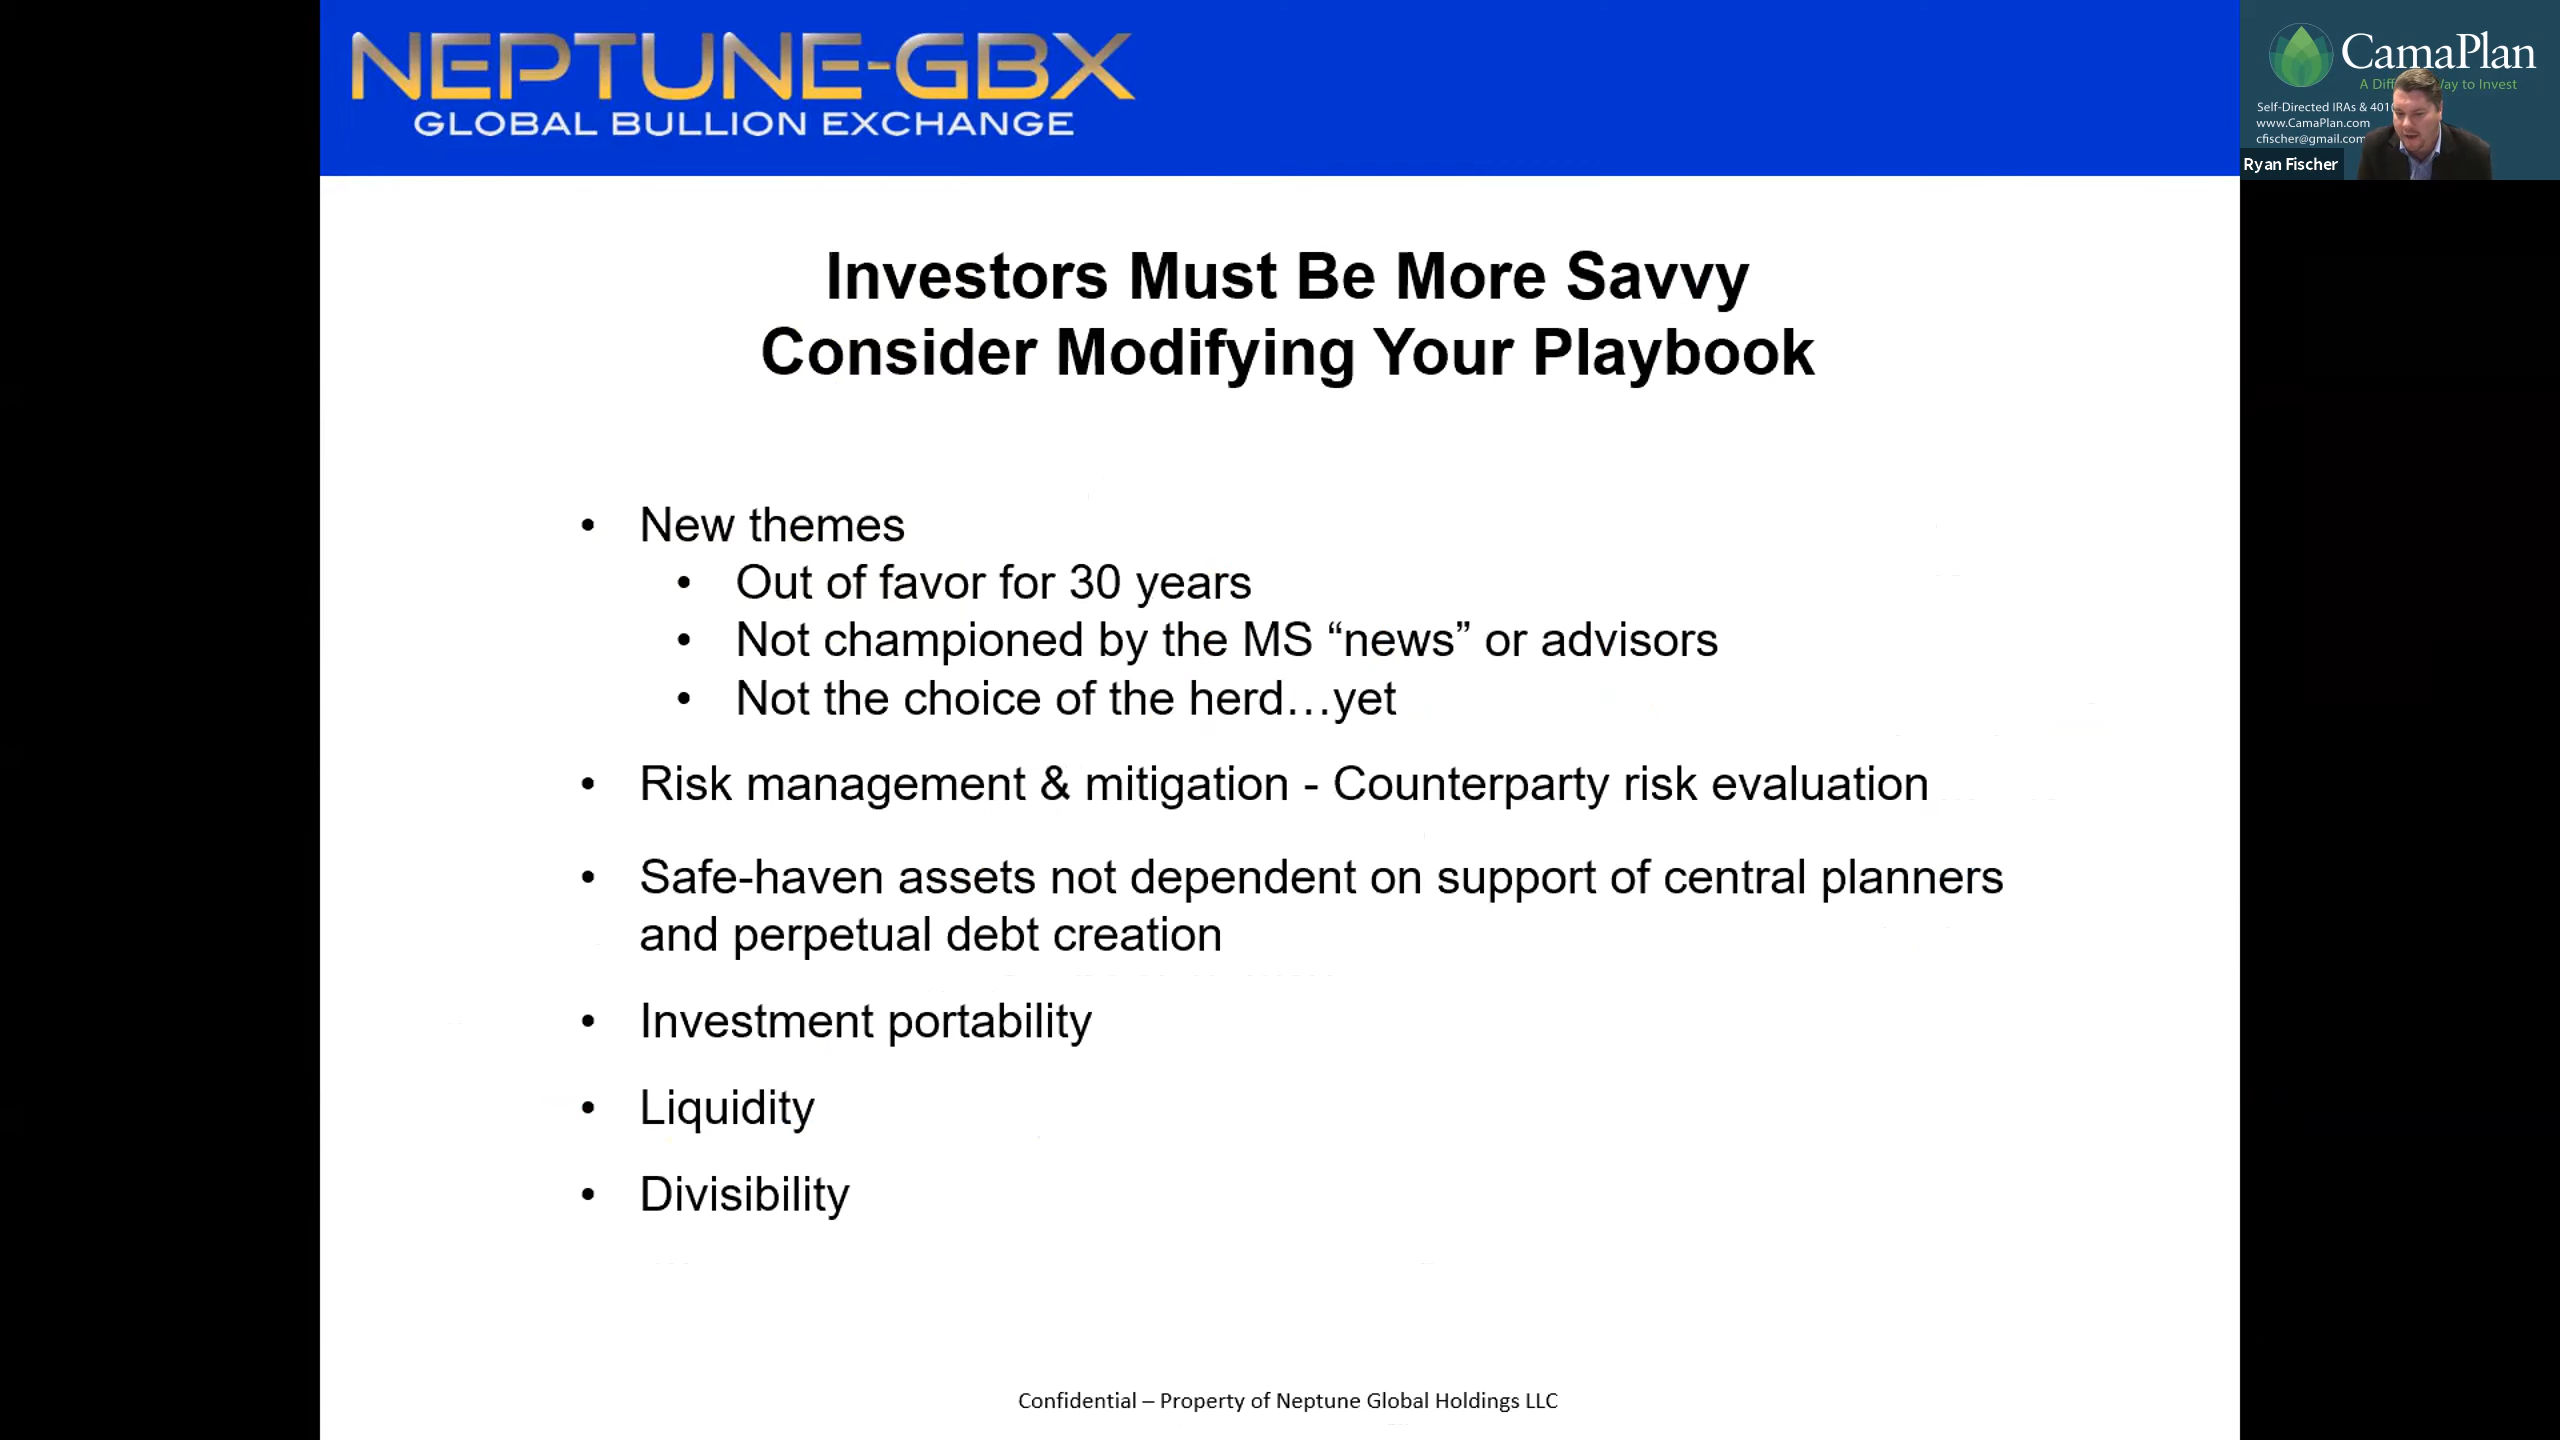 NEPTUNE-GBX
GLOBAL BULLION EXCHANGE
CamaPlan
A Diff ay to Invest
Self-Directed IRAs & 401(
www.CamaPlan.com
cfischer@gmail.com
Ryan Fischer
Investors Must Be More Savvy
Consider Modifying Your Playbook
• New themes
• Out of favor for 30 years
• Not championed by the MS “news” or advisors
• Not the choice of the herd…yet
• Risk management & mitigation - Counterparty risk evaluation
• Safe-haven assets not dependent on support of central planners
and perpetual debt creation
• Investment portability
• Liquidity
• Divisibility
Confidential – Property of Neptune Global Holdings LLC